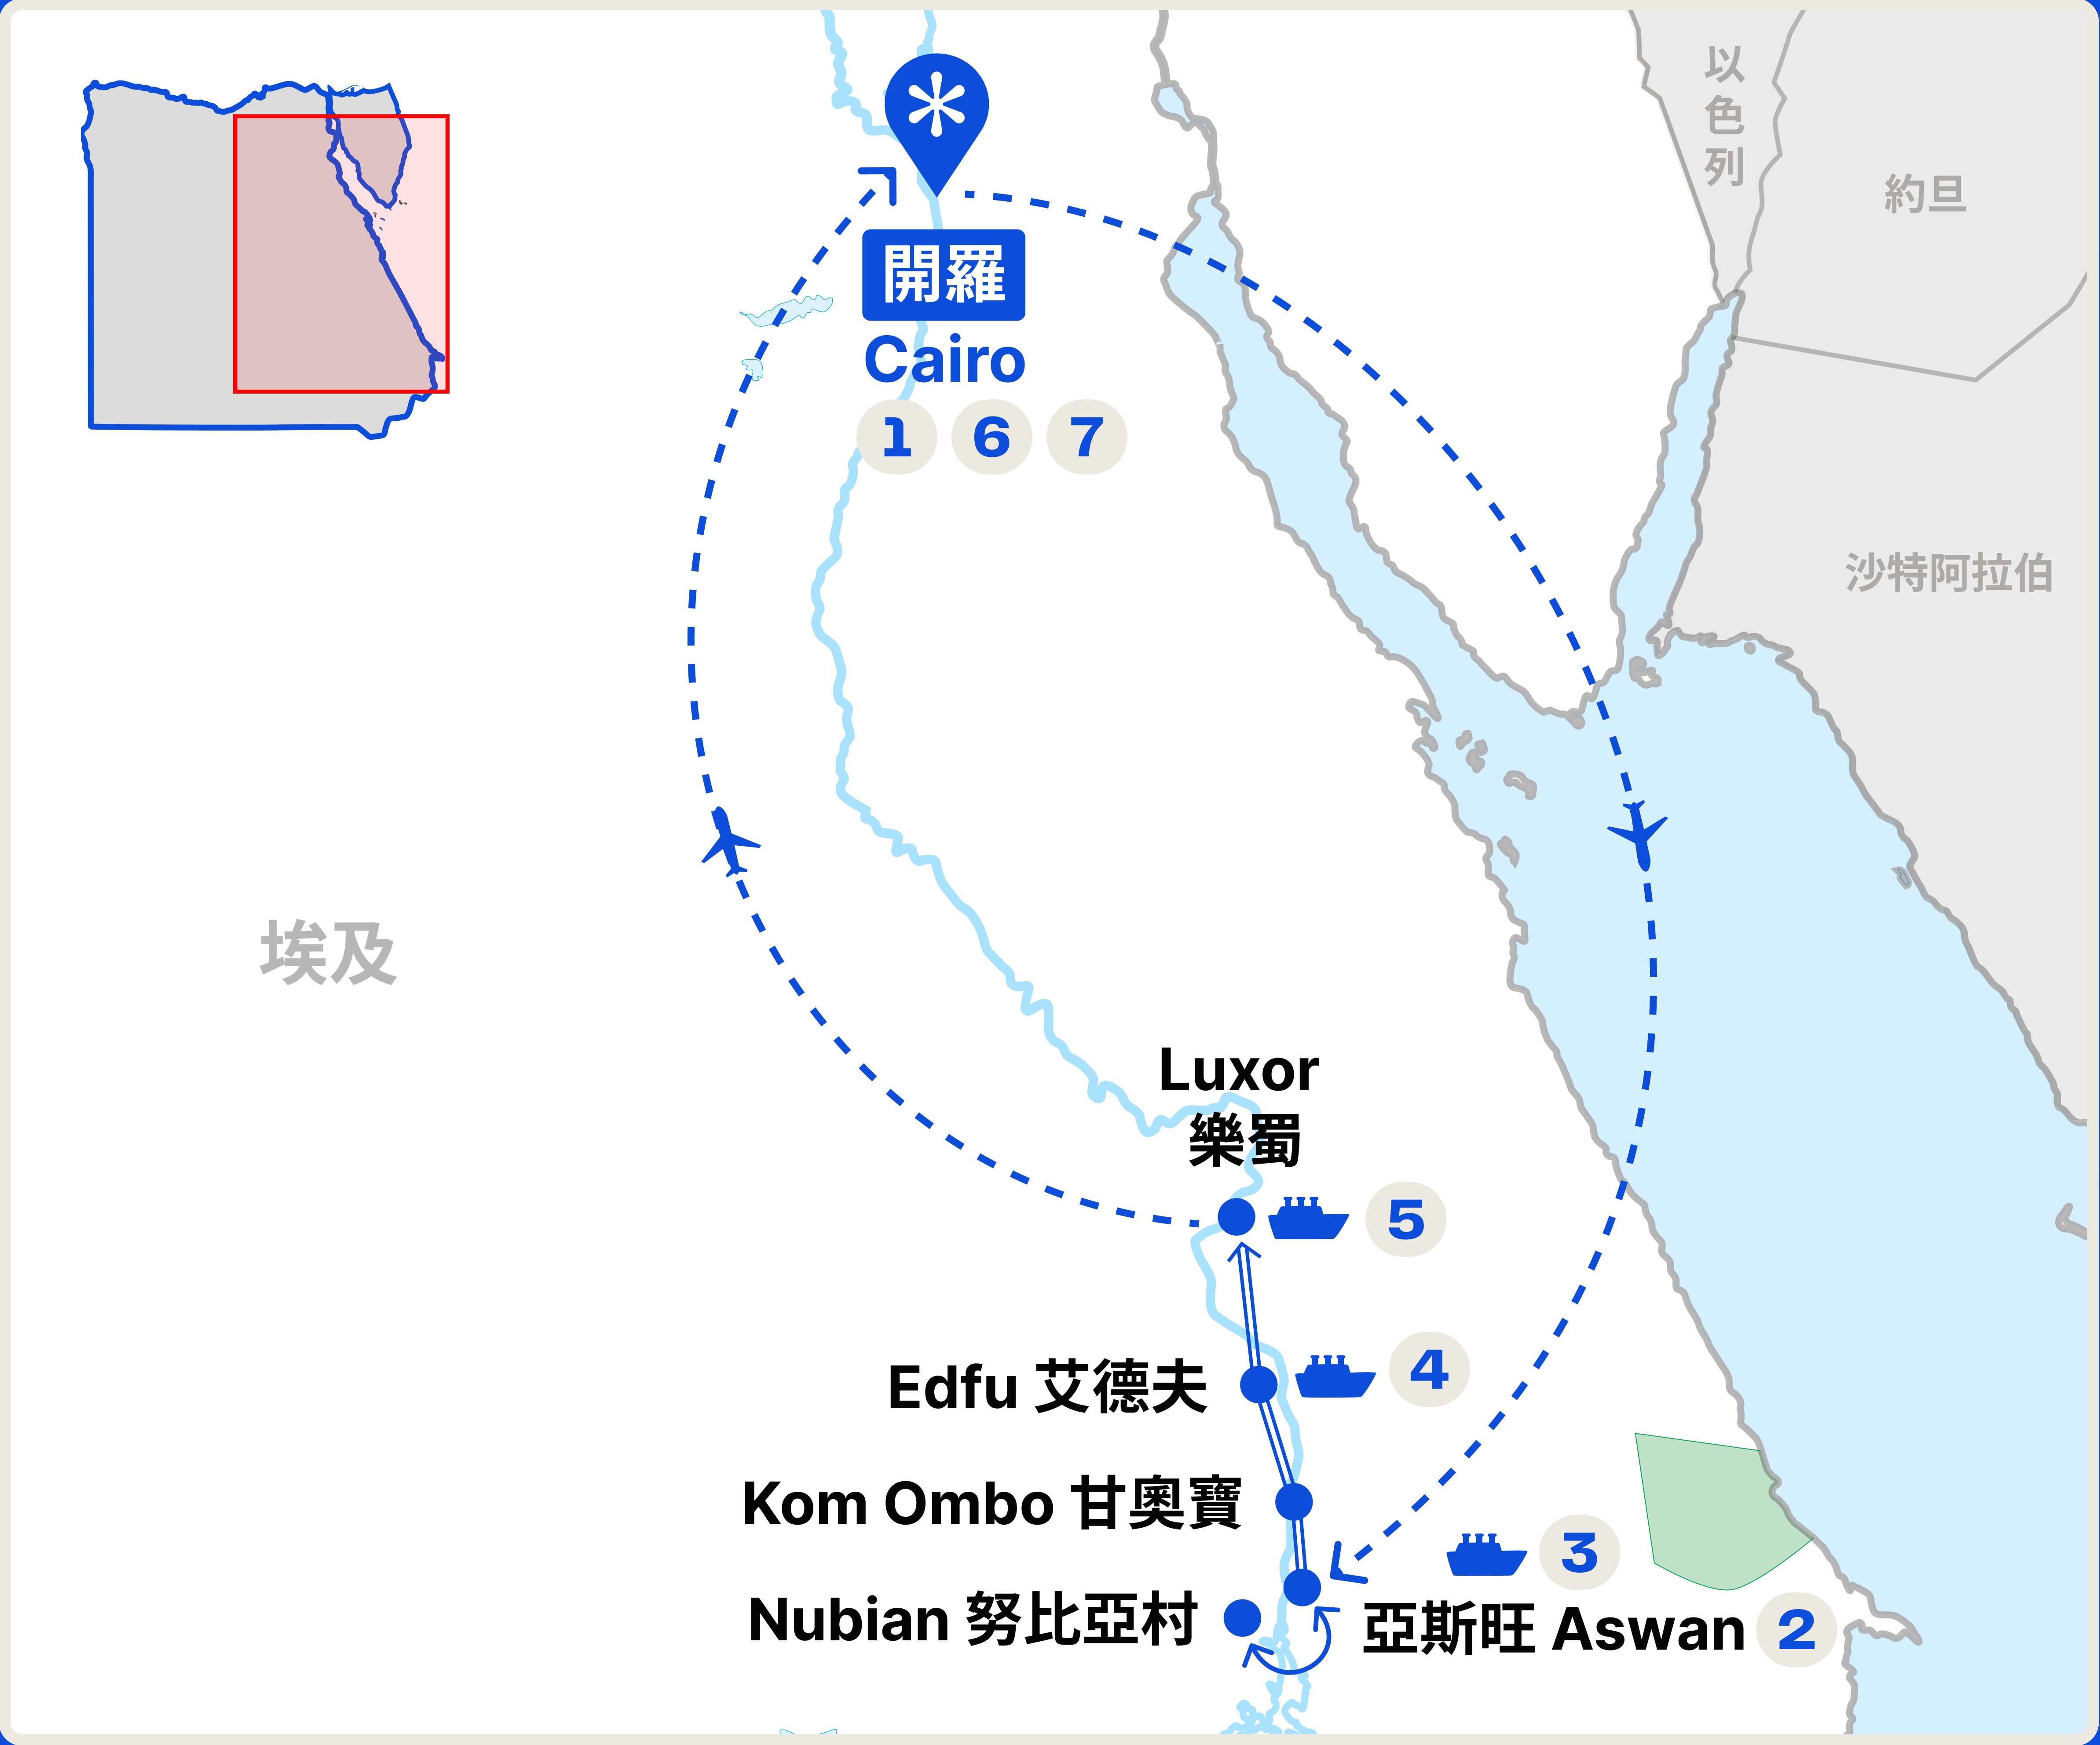 以色列
約旦
開羅
Cairo
1 6 7
沙特阿拉伯
埃及
Luxor
樂蜀
5
Edfu 艾德夫
4
Kom Ombo 甘奧寶
3
Nubian 努比亞村
亞斯旺 Aswan 2